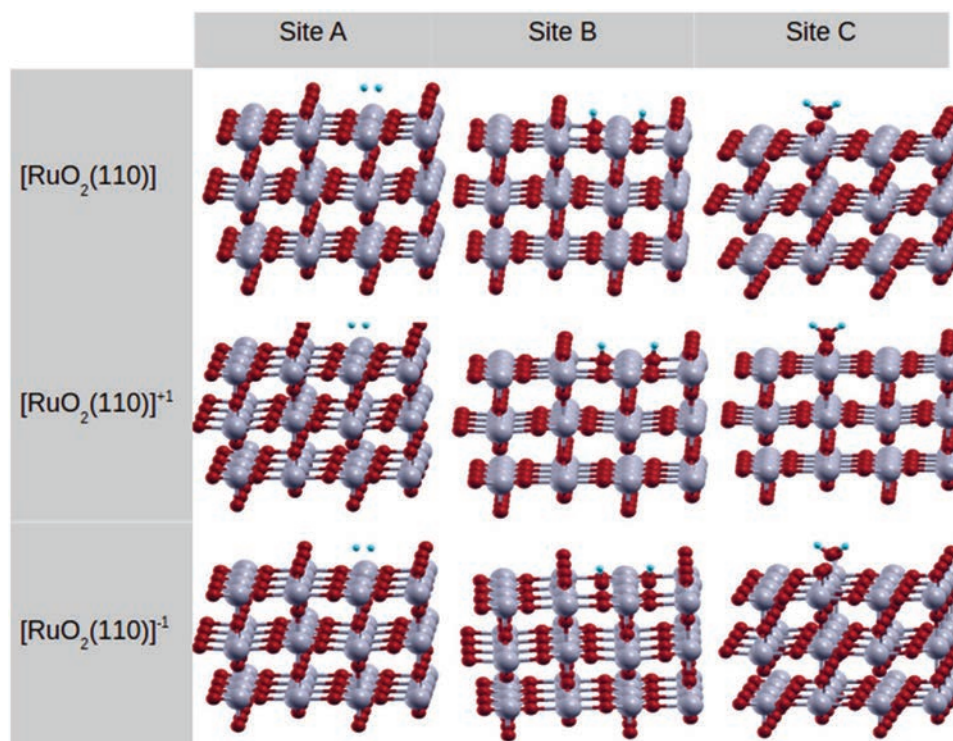 Site A Site B Site C
[RuO₂(110)]
[RuO₂(110)]⁺¹
[RuO₂(110)]⁻¹